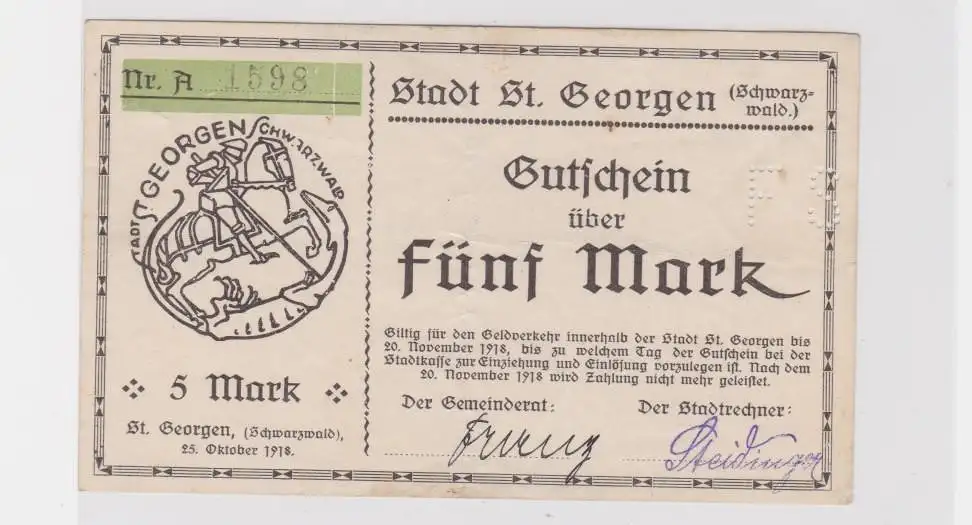 Nr. A 1598
STADT ST GEORGEN SCHWARZWALD
5 Mark
St. Georgen, (Schwarzwald),
25. Oktober 1918.
Stadt St. Georgen (Schwarz-
wald.)
Gutschein
über
fünf Mark
Giltig für den Geldverkehr innerhalb der Stadt St. Georgen bis
20. November 1918, bis zu welchem Tag der Gutschein bei der
Stadtkasse zur Einziehung und Einlösung vorzulegen ist. Nach dem
20. November 1918 wird Zahlung nicht mehr geleistet.
Der Gemeinderat: Der Stadtrechner:
Steidinger